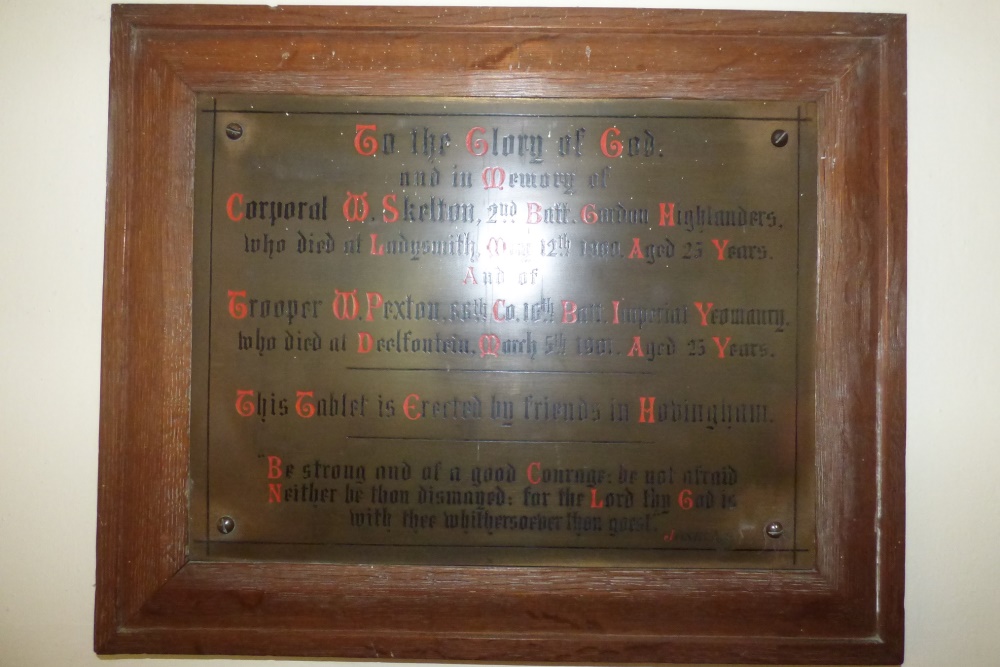 To the Glory of God.
and in Memory of
Corporal W. Skelton, 2nd Batt. Gordon Highlanders,
who died at Ladysmith, May 12th 1900, Aged 25 Years.
And of
Trooper W. Pexton, 66th Co. 16th Batt. Imperial Yeomanry,
who died at Deelfontein, March 5th 1901, Aged 25 Years.
This Tablet is Erected by friends in Hovingham.
"Be strong and of a good Courage: be not afraid
Neither be thou dismayed: for the Lord thy God is
with thee whithersoever thou goest."